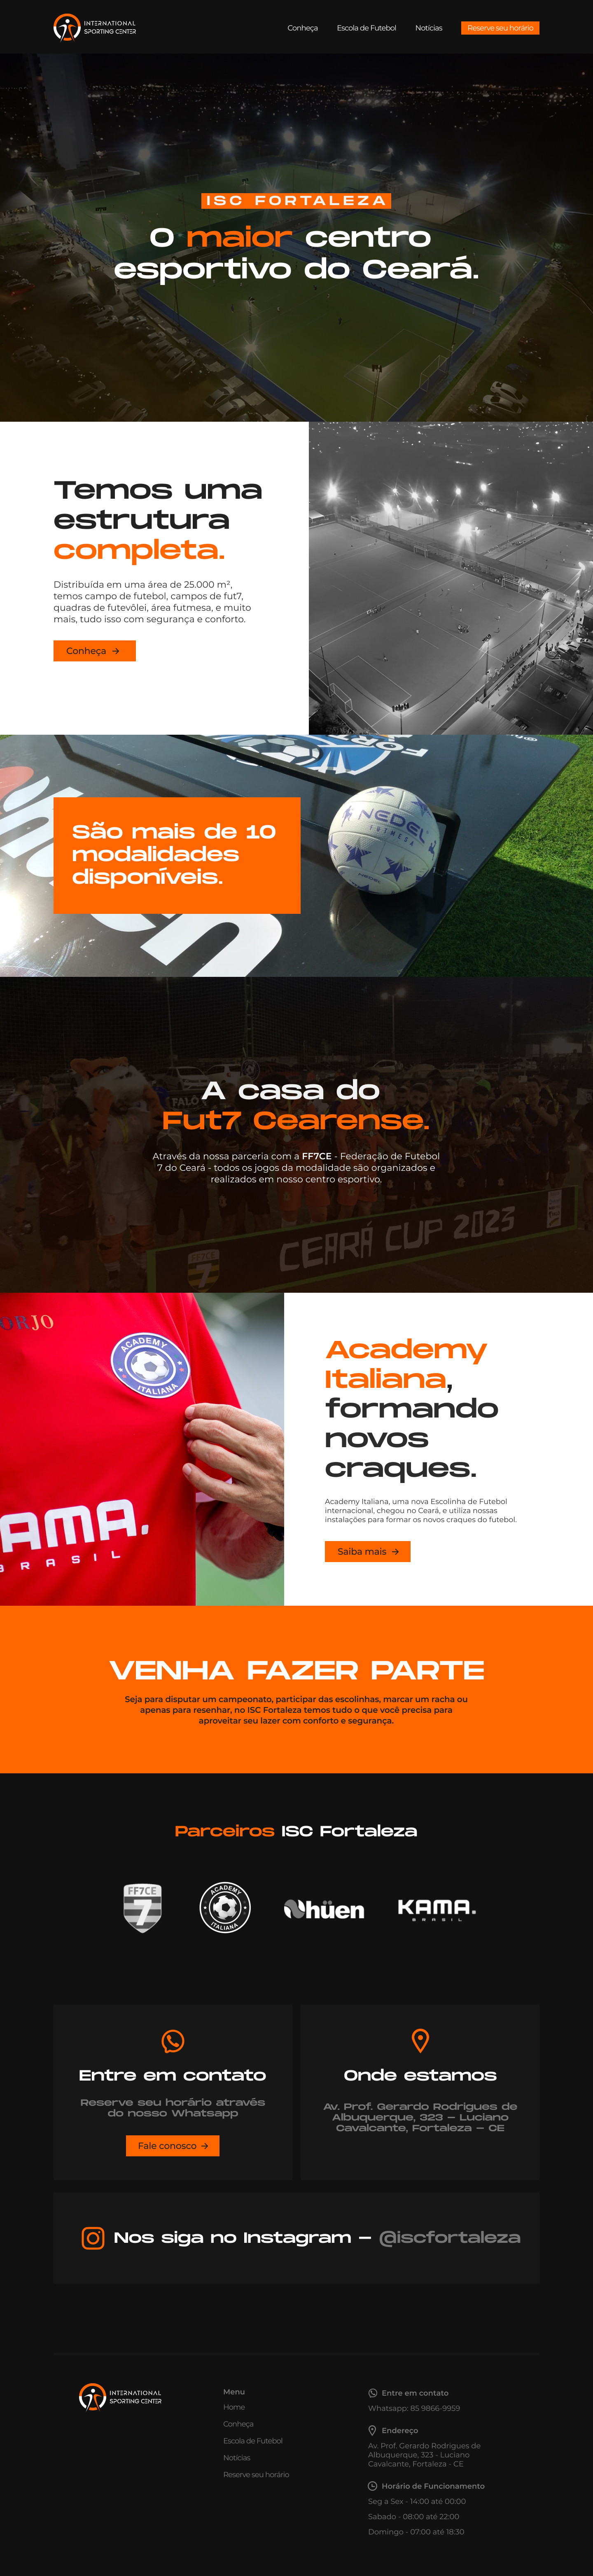 INTERNATIONAL
SPORTING CENTER
Conheça
Escola de Futebol
Notícias
Reserve seu horário
ISC FORTALEZA
O maior centro
esportivo do Ceará.
Temos uma
estrutura
completa.
Distribuída em uma área de 25.000 m²,
temos campo de futebol, campos de fut7,
quadras de futevôlei, área futmesa, e muito
mais, tudo isso com segurança e conforto.
Conheça
NEDEL
FUTMESA
São mais de 10
modalidades
disponíveis.
A casa do
Fut7 Cearense.
Através da nossa parceria com a FF7CE - Federação de Futebol
7 do Ceará - todos os jogos da modalidade são organizados e
realizados em nosso centro esportivo.
FF7CE
7
CEARÁ CUP 2023
ACADEMY
ITALIANA
AMA.
BRASIL
Academy
Italiana,
formando
novos
craques.
Academy Italiana, uma nova Escolinha de Futebol
internacional, chegou no Ceará, e utiliza nossas
instalações para formar os novos craques do futebol.
Saiba mais
VENHA FAZER PARTE
Seja para disputar um campeonato, participar das escolinhas, marcar um racha ou
apenas para resenhar, no ISC Fortaleza temos tudo o que você precisa para
aproveitar seu lazer com conforto e segurança.
Parceiros ISC Fortaleza
FF7CE
7
ACADEMY
ITALIANA
hüen
KAMA.
BRASIL
Entre em contato
Reserve seu horário através
do nosso Whatsapp
Fale conosco
Onde estamos
Av. Prof. Gerardo Rodrigues de
Albuquerque, 323 - Luciano
Cavalcante, Fortaleza - CE
Nos siga no Instagram - @iscfortaleza
INTERNATIONAL
SPORTING CENTER
Menu
Home
Conheça
Escola de Futebol
Notícias
Reserve seu horário
Entre em contato
Whatsapp: 85 9866-9959
Endereço
Av. Prof. Gerardo Rodrigues de
Albuquerque, 323 - Luciano
Cavalcante, Fortaleza - CE
Horário de Funcionamento
Seg a Sex - 14:00 até 00:00
Sabado - 08:00 até 22:00
Domingo - 07:00 até 18:30